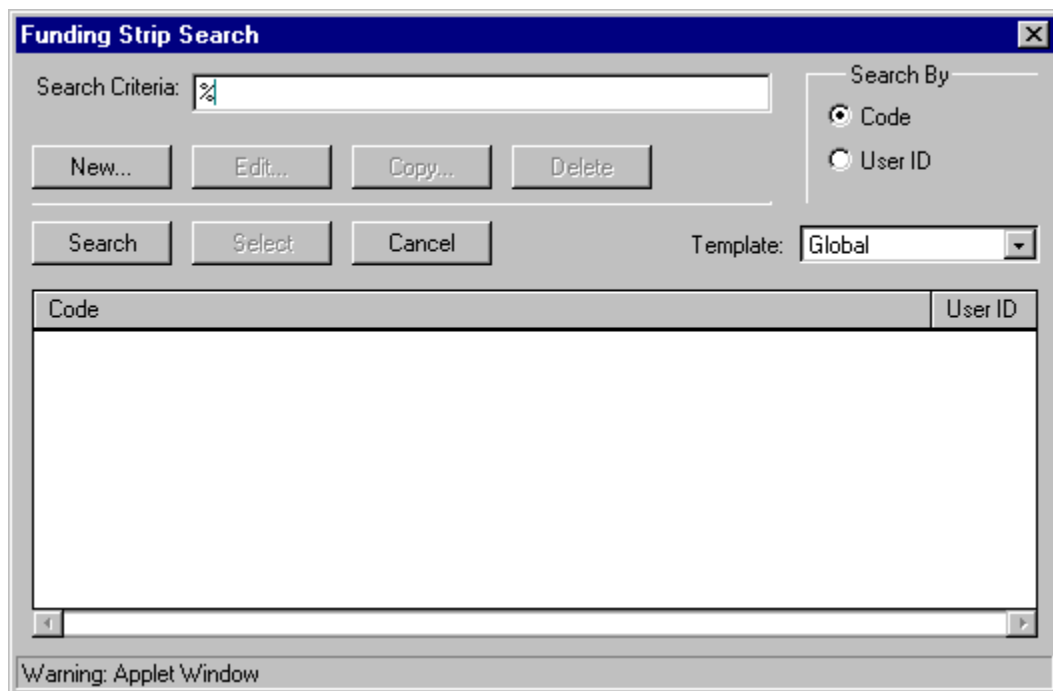 Funding Strip Search
Search Criteria: %
Search By
Code
User ID
New... Edit... Copy... Delete
Search Select Cancel Template: Global
Code User ID
Warning: Applet Window